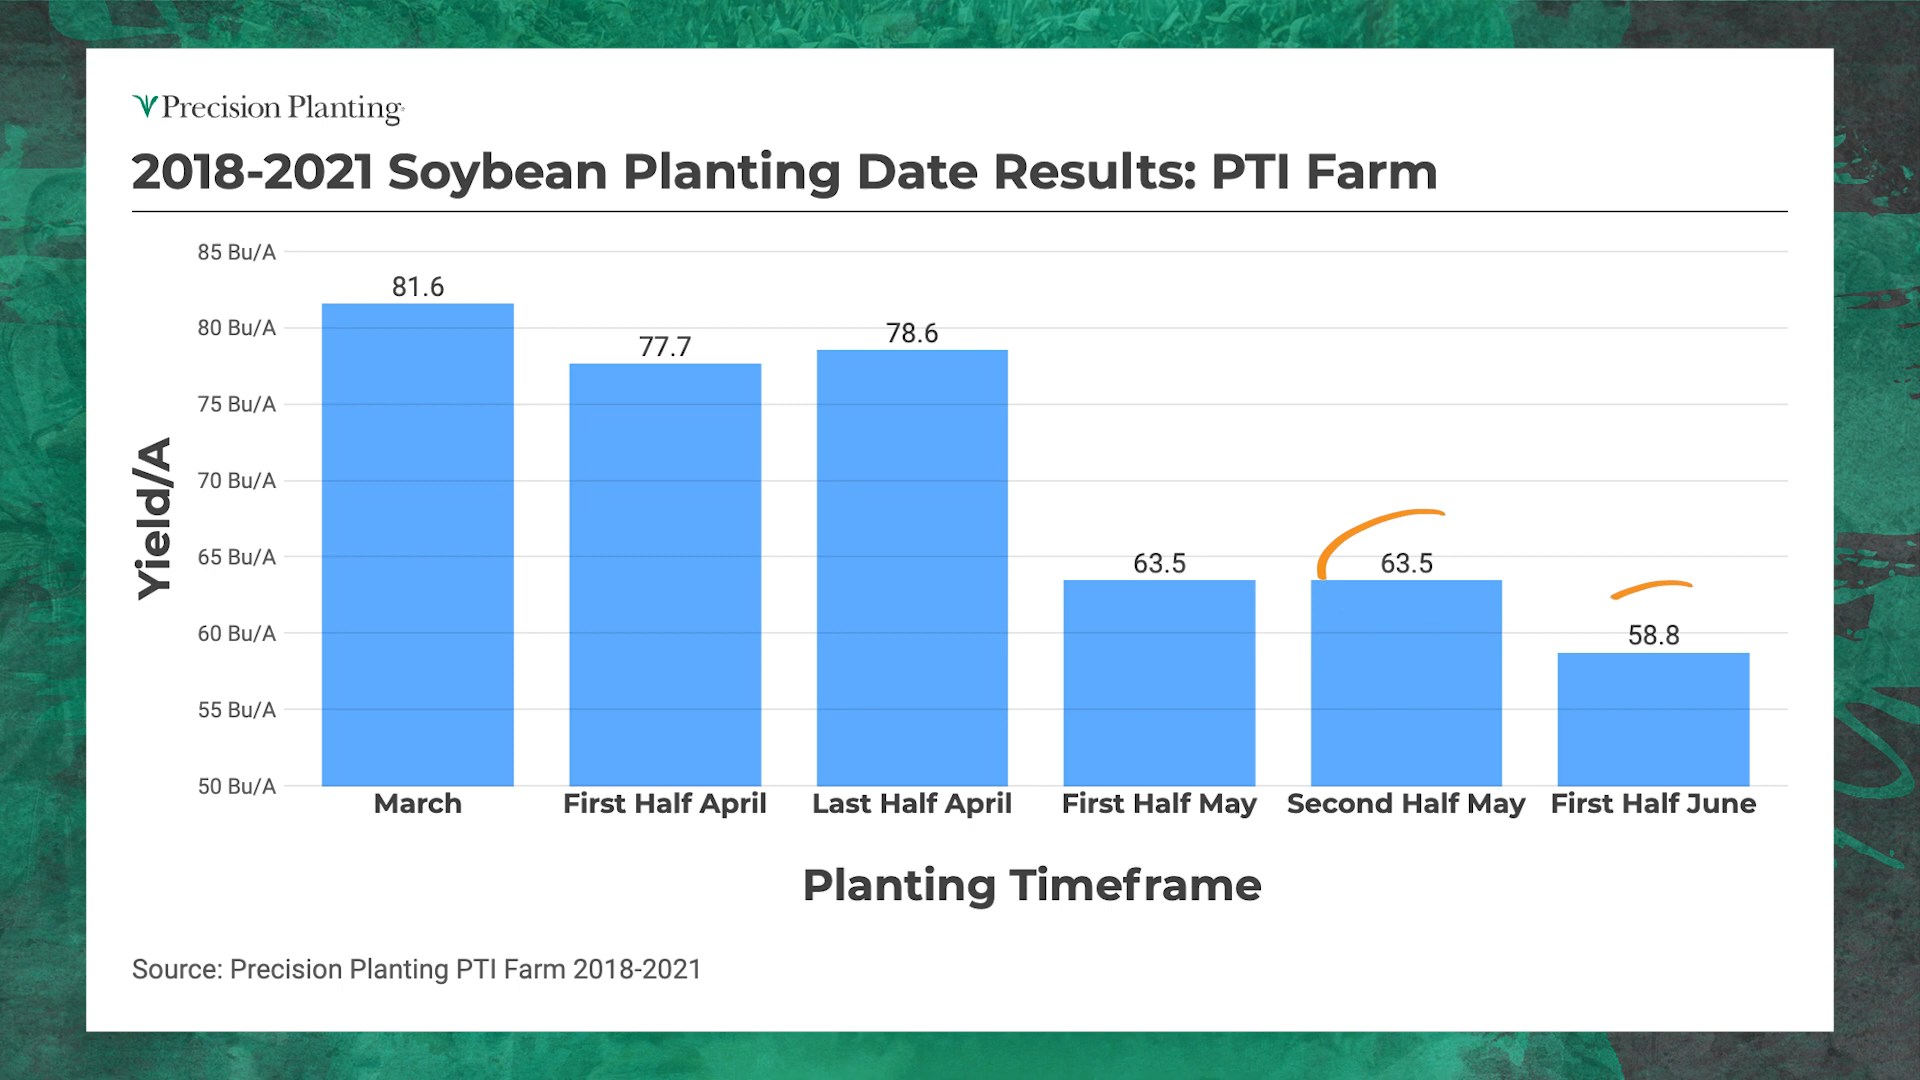 Precision Planting
2018-2021 Soybean Planting Date Results: PTI Farm
85 Bu/A
81.6
80 Bu/A
77.7
78.6
75 Bu/A
70 Bu/A
Yield/A
65 Bu/A
63.5
63.5
60 Bu/A
58.8
55 Bu/A
50 Bu/A
March
First Half April
Last Half April
First Half May
Second Half May
First Half June
Planting Timeframe
Source: Precision Planting PTI Farm 2018-2021